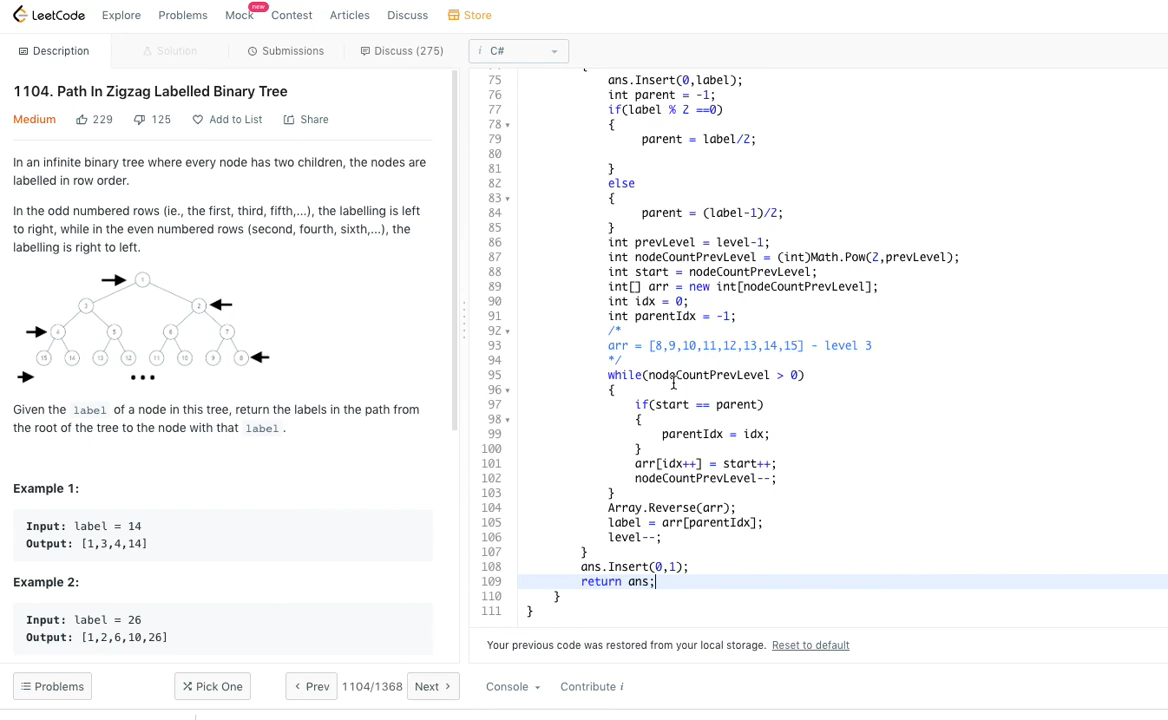 LeetCode Explore Problems Mock new Contest Articles Discuss Store
Description Solution Submissions Discuss (275) i C#
1104. Path In Zigzag Labelled Binary Tree
Medium 229 125 Add to List Share
In an infinite binary tree where every node has two children, the nodes are
labelled in row order.
In the odd numbered rows (ie., the first, third, fifth,...), the labelling is left
to right, while in the even numbered rows (second, fourth, sixth,...), the
labelling is right to left.
1
3 2
4 5 6 7
15 14 13 12 11 10 9 8
...
Given the label of a node in this tree, return the labels in the path from
the root of the tree to the node with that label.
Example 1:
Input: label = 14
Output: [1,3,4,14]
Example 2:
Input: label = 26
Output: [1,2,6,10,26]
75 ans.Insert(0,label);
76 int parent = -1;
77 if(label % 2 ==0)
78 {
79 parent = label/2;
80
81 }
82 else
83 {
84 parent = (label-1)/2;
85 }
86 int prevLevel = level-1;
87 int nodeCountPrevLevel = (int)Math.Pow(2,prevLevel);
88 int start = nodeCountPrevLevel;
89 int[] arr = new int[nodeCountPrevLevel];
90 int idx = 0;
91 int parentIdx = -1;
92 /*
93 arr = [8,9,10,11,12,13,14,15] - level 3
94 */
95 while(nodeCountPrevLevel > 0)
96 {
97 if(start == parent)
98 {
99 parentIdx = idx;
100 }
101 arr[idx++] = start++;
102 nodeCountPrevLevel--;
103 }
104 Array.Reverse(arr);
105 label = arr[parentIdx];
106 level--;
107 }
108 ans.Insert(0,1);
109 return ans;
110 }
111 }
Your previous code was restored from your local storage. Reset to default
Problems Pick One Prev 1104/1368 Next Console Contribute i